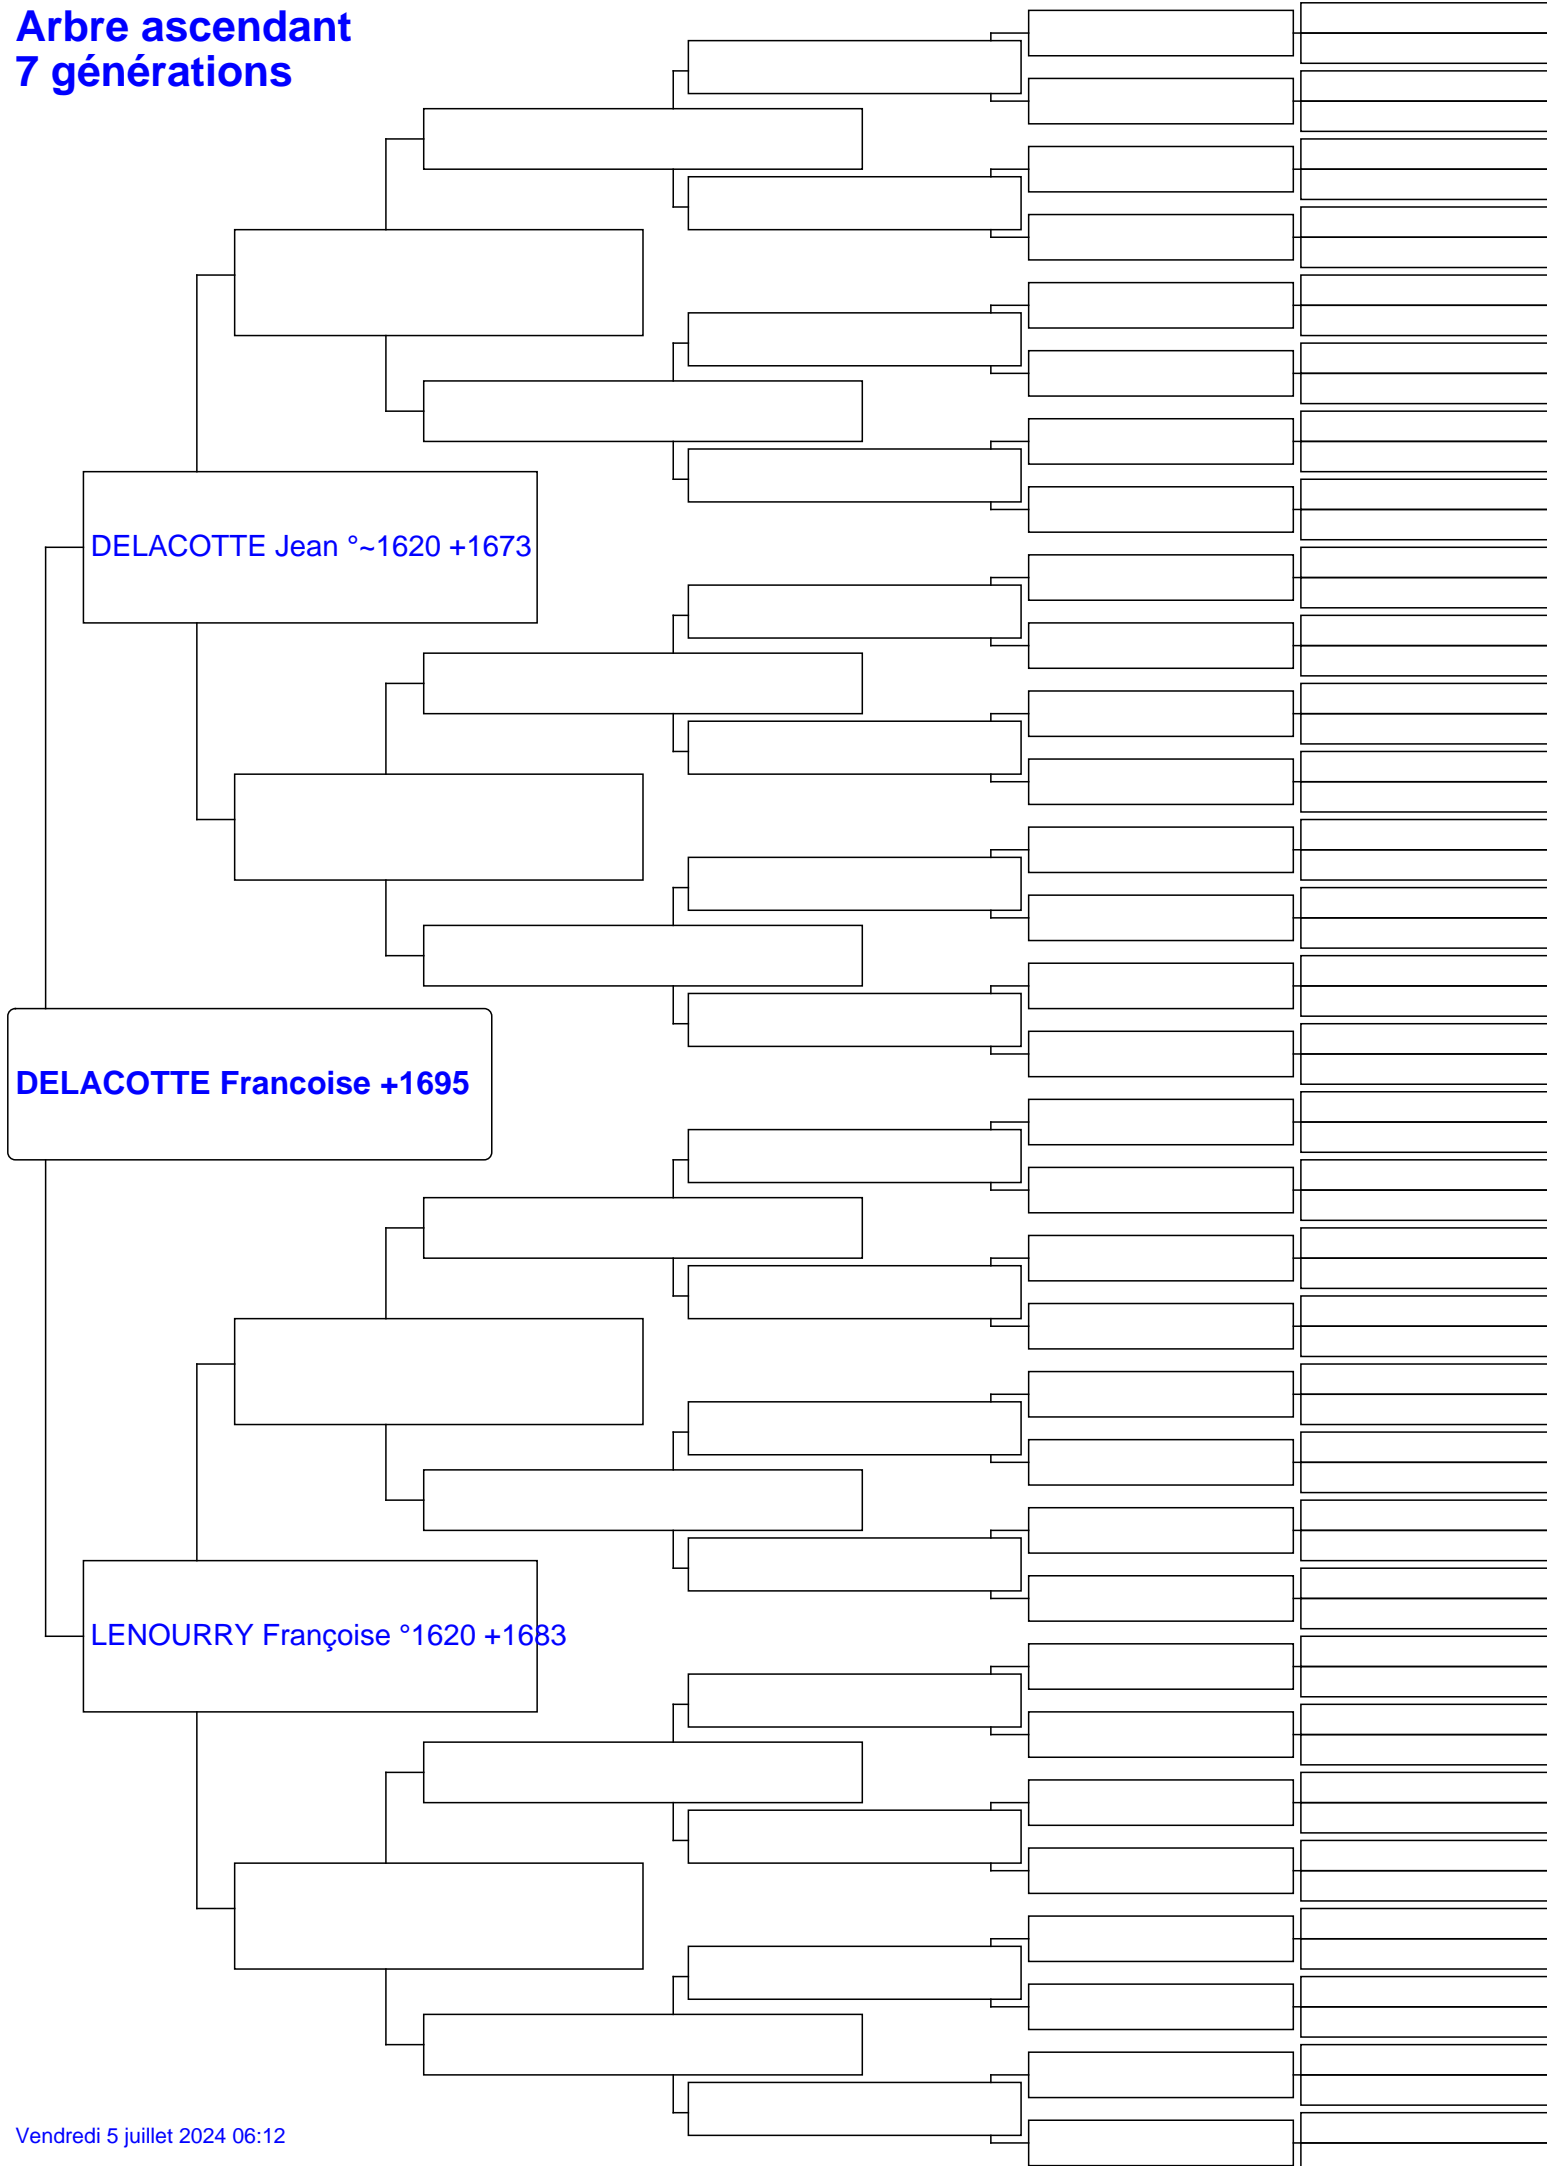 Arbre ascendant
7 générations
DELACOTTE Jean °~1620 +1673
DELACOTTE Francoise +1695
LENOURRY Françoise °1620 +1683
Vendredi 5 juillet 2024 06:12